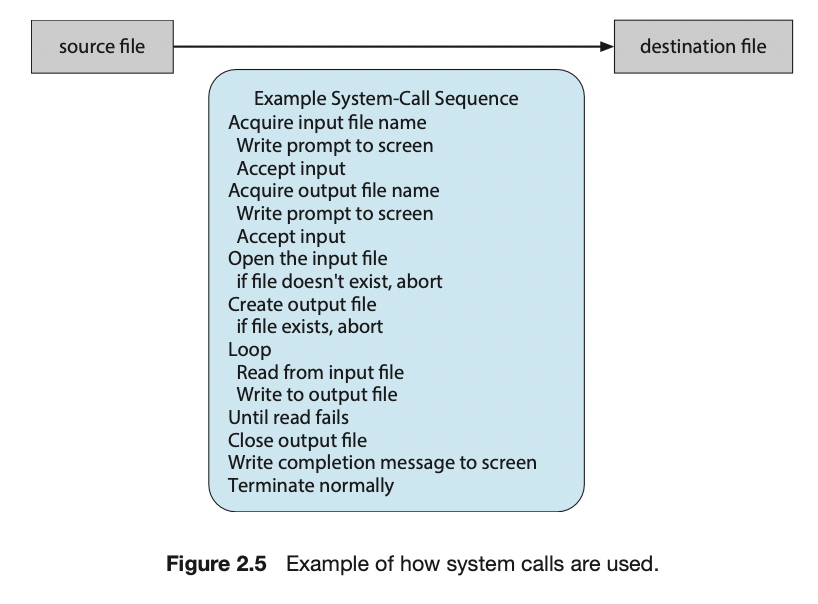 source file
destination file
Example System-Call Sequence
Acquire input file name
Write prompt to screen
Accept input
Acquire output file name
Write prompt to screen
Accept input
Open the input file
if file doesn't exist, abort
Create output file
if file exists, abort
Loop
Read from input file
Write to output file
Until read fails
Close output file
Write completion message to screen
Terminate normally
Figure 2.5 Example of how system calls are used.